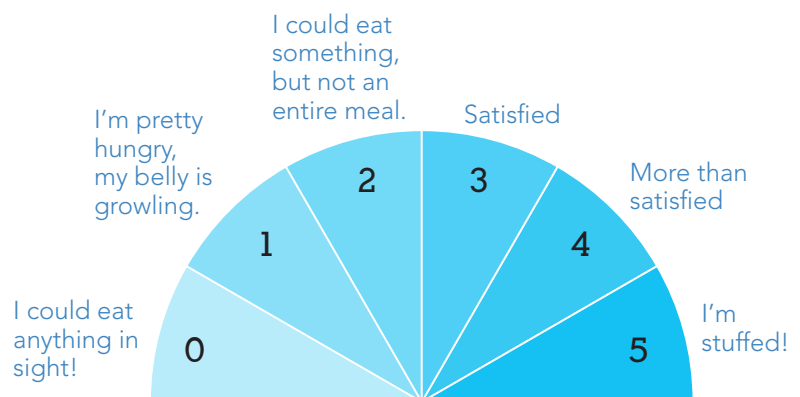 I could eat
anything in
sight!
0
I’m pretty
hungry,
my belly is
growling.
1
I could eat
something,
but not an
entire meal.
2
Satisfied
3
More than
satisfied
4
I’m
stuffed!
5